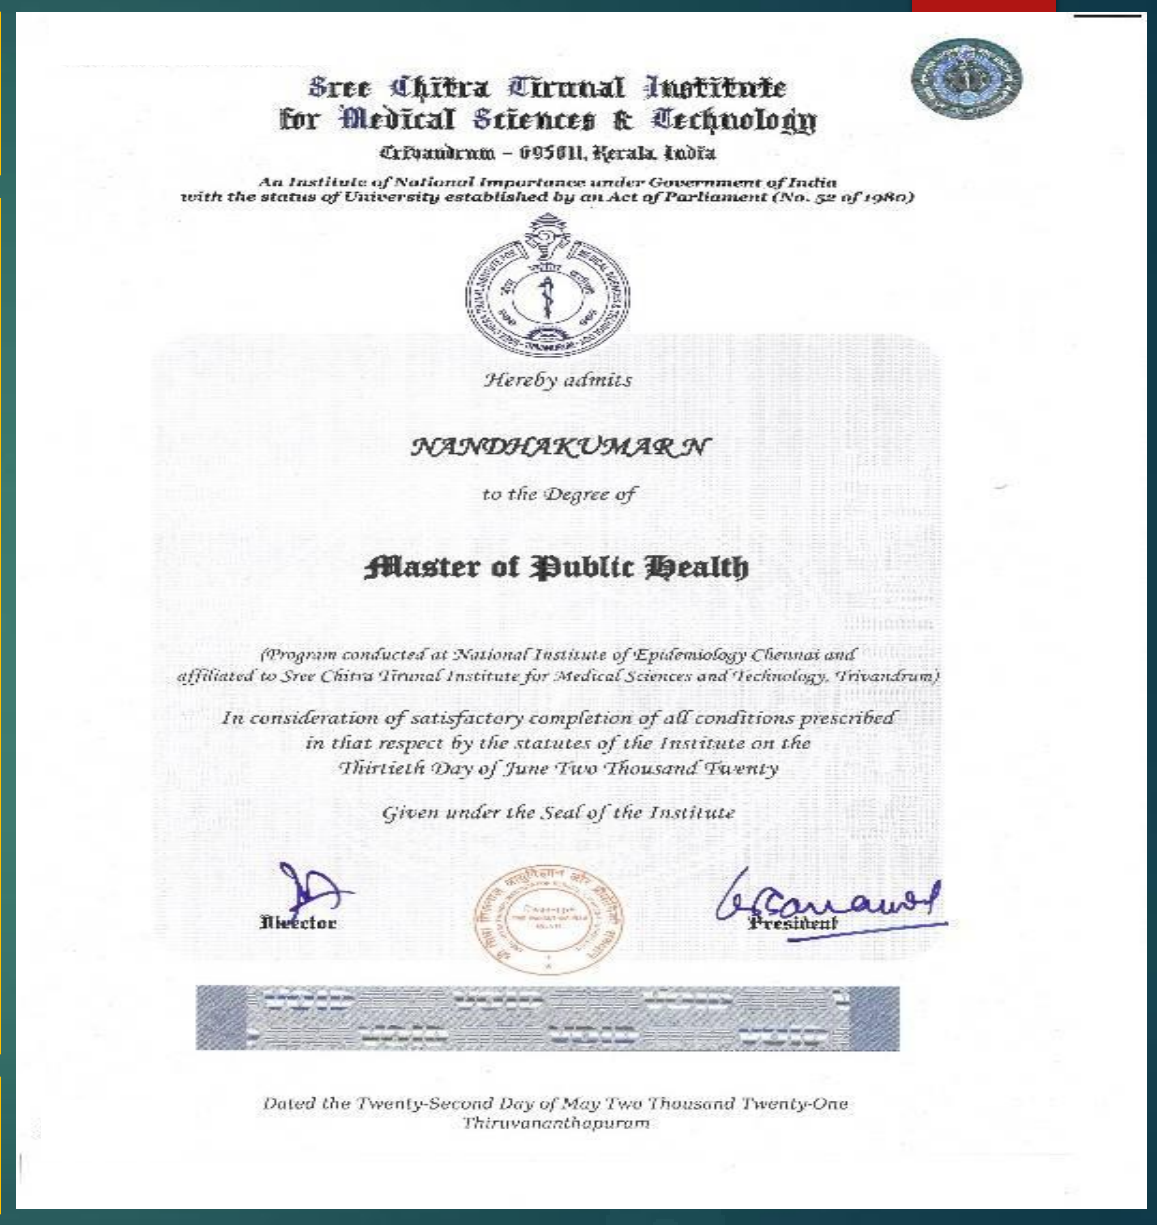 Sree Chitra Tirunal Institute
for Medical Sciences & Technology
Trivandrum – 695011, Kerala, India
An Institute of National Importance under Government of India
with the status of University established by an Act of Parliament (No. 52 of 1980)
Hereby admits
NANDHAKUMAR N
to the Degree of
Master of Public Health
(Program conducted at National Institute of Epidemiology Chennai and
affiliated to Sree Chitra Tirunal Institute for Medical Sciences and Technology, Trivandrum)
In consideration of satisfactory completion of all conditions prescribed
in that respect by the statutes of the Institute on the
Thirtieth Day of June Two Thousand Twenty
Given under the Seal of the Institute
Director
President
Dated the Twenty-Second Day of May Two Thousand Twenty-One
Thiruvananthapuram